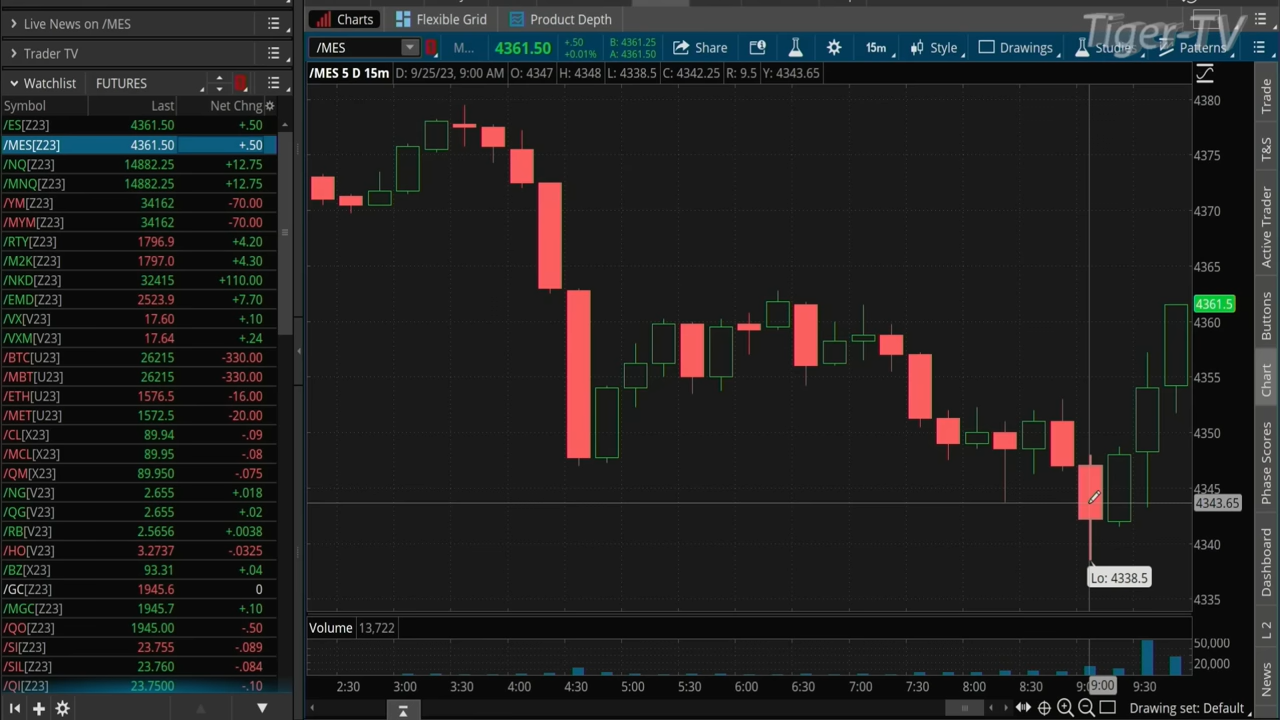 Live News on /MES
Trader TV
Watchlist FUTURES
Symbol Last Net Chng
/ES[Z23] 4361.50 +.50
/MES[Z23] 4361.50 +.50
/NQ[Z23] 14882.25 +12.75
/MNQ[Z23] 14882.25 +12.75
/YM[Z23] 34162 -70.00
/MYM[Z23] 34162 -70.00
/RTY[Z23] 1796.9 +4.20
/M2K[Z23] 1797.0 +4.30
/NKD[Z23] 32415 +110.00
/EMD[Z23] 2523.9 +7.70
/VX[V23] 17.60 +.10
/VXM[V23] 17.64 +.24
/BTC[U23] 26215 -330.00
/MBT[U23] 26215 -330.00
/ETH[U23] 1576.5 -16.00
/MET[U23] 1572.5 -20.00
/CL[X23] 89.94 -.09
/MCL[X23] 89.95 -.08
/QM[X23] 89.950 -.075
/NG[V23] 2.655 +.018
/QG[V23] 2.655 +.02
/RB[V23] 2.5656 +.0038
/HO[V23] 3.2737 -.0325
/BZ[X23] 93.31 +.04
/GC[Z23] 1945.6 0
/MGC[Z23] 1945.7 +.10
/QO[Z23] 1945.00 -.50
/SI[Z23] 23.755 -.089
/SIL[Z23] 23.760 -.084
/QI[Z23] 23.7500 -.10
Charts Flexible Grid Product Depth
Tiger-TV
/MES M... 4361.50 +.50 +0.01% B: 4361.25 A: 4361.50 Share 15m Style Drawings Studies Patterns
/MES 5 D 15m D: 9/25/23, 9:00 AM O: 4347 H: 4348 L: 4338.5 C: 4342.25 R: 9.5 Y: 4343.65
4380
4375
4370
4365
4361.5
4360
4355
4350
4345
4343.65
4340
Lo: 4338.5
4335
Volume 13,722
50,000
20,000
2:30 3:00 3:30 4:00 4:30 5:00 5:30 6:00 6:30 7:00 7:30 8:00 8:30 9:00 9:30
Drawing set: Default
Trade
T&S
Active Trader
Buttons
Chart
Phase Scores
Dashboard
L 2
News